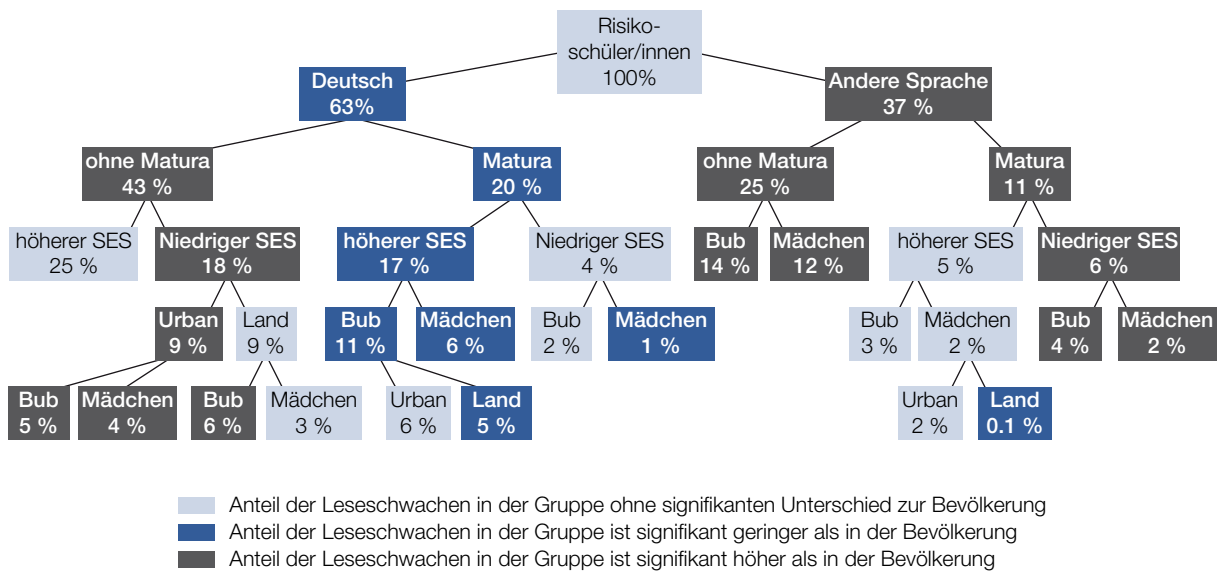 Risiko-
schüler/innen
100%
Deutsch
63%
Andere Sprache
37 %
ohne Matura
43 %
Matura
20 %
ohne Matura
25 %
Matura
11 %
höherer SES
25 %
Niedriger SES
18 %
höherer SES
17 %
Niedriger SES
4 %
Bub
14 %
Mädchen
12 %
höherer SES
5 %
Niedriger SES
6 %
Urban
9 %
Land
9 %
Bub
11 %
Mädchen
6 %
Bub
2 %
Mädchen
1 %
Bub
3 %
Mädchen
2 %
Bub
4 %
Mädchen
2 %
Bub
5 %
Mädchen
4 %
Bub
6 %
Mädchen
3 %
Urban
6 %
Land
5 %
Urban
2 %
Land
0.1 %
Anteil der Leseschwachen in der Gruppe ohne signifikanten Unterschied zur Bevölkerung
Anteil der Leseschwachen in der Gruppe ist signifikant geringer als in der Bevölkerung
Anteil der Leseschwachen in der Gruppe ist signifikant höher als in der Bevölkerung